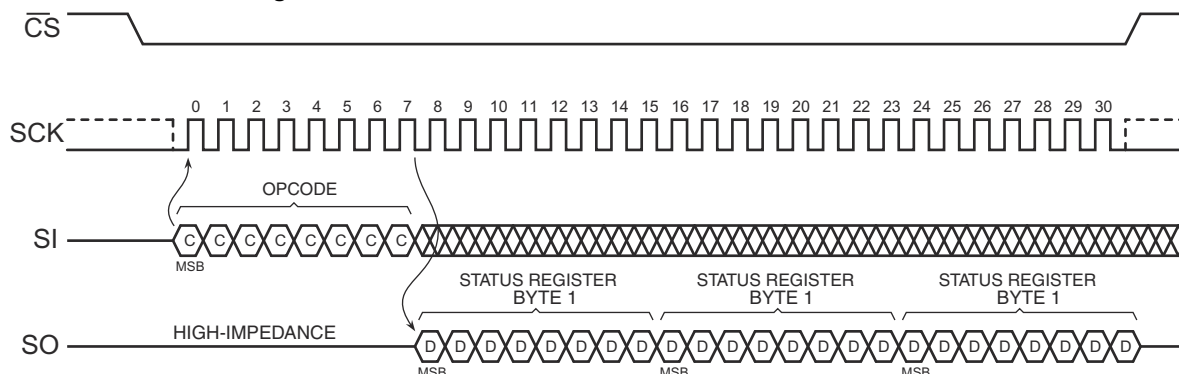 CS
0 1 2 3 4 5 6 7 8 9 10 11 12 13 14 15 16 17 18 19 20 21 22 23 24 25 26 27 28 29 30
SCK
OPCODE
SI C C C C C C C C
MSB
STATUS REGISTER STATUS REGISTER STATUS REGISTER
BYTE 1 BYTE 1 BYTE 1
HIGH-IMPEDANCE
SO D D D D D D D D D D D D D D D D D D D D D D D D
MSB MSB MSB